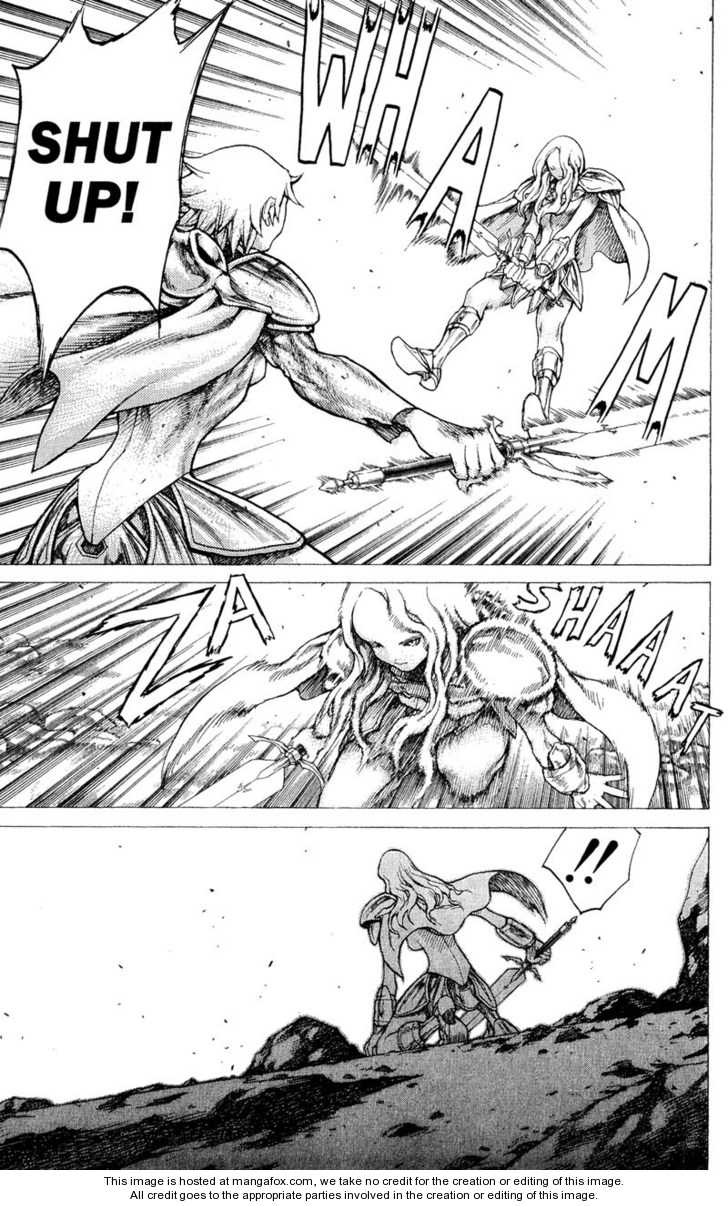 SHUT
UP!
WHAM
ZA
SHAAAT
!!
This image is hosted at mangafox.com, we take no credit for the creation or editing of this image.
All credit goes to the appropriate parties involved in the creation or editing of this image.